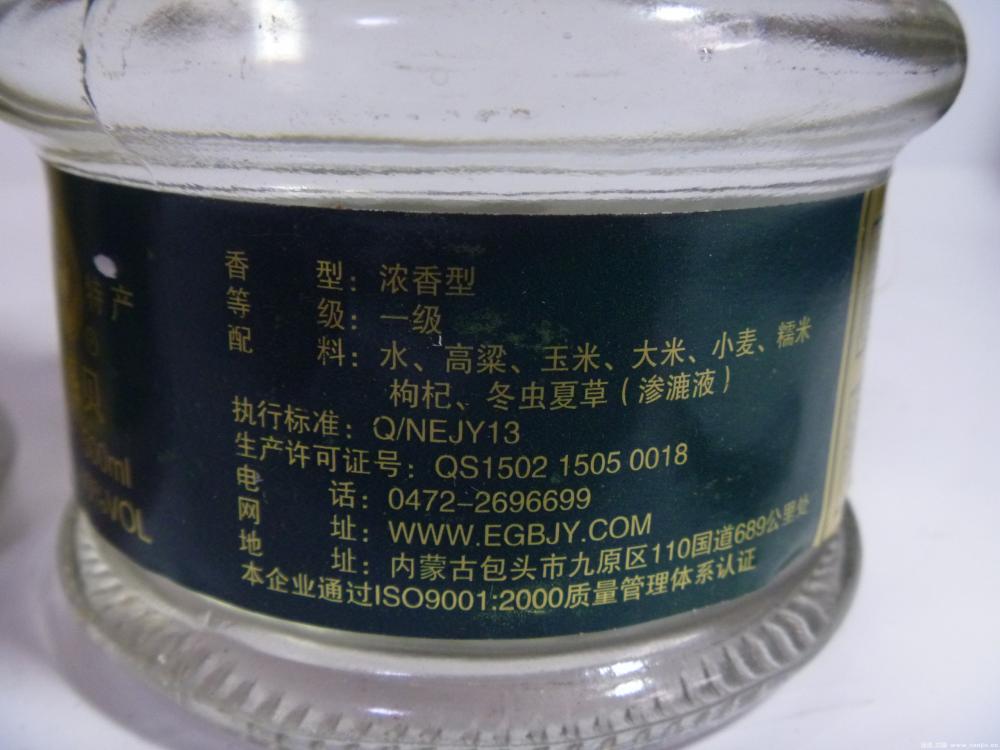 香型：浓香型
等级：一级
配料：水、高粱、玉米、大米、小麦、糯米
枸杞、冬虫夏草（渗漉液）
执行标准：Q/NEJY13
生产许可证号：QS1502 1505 0018
电话：0472-2696699
网址：WWW.EGBJY.COM
地址：内蒙古包头市九原区110国道689公里处
本企业通过ISO9001:2000质量管理体系认证
特产
贝
ml
VOL